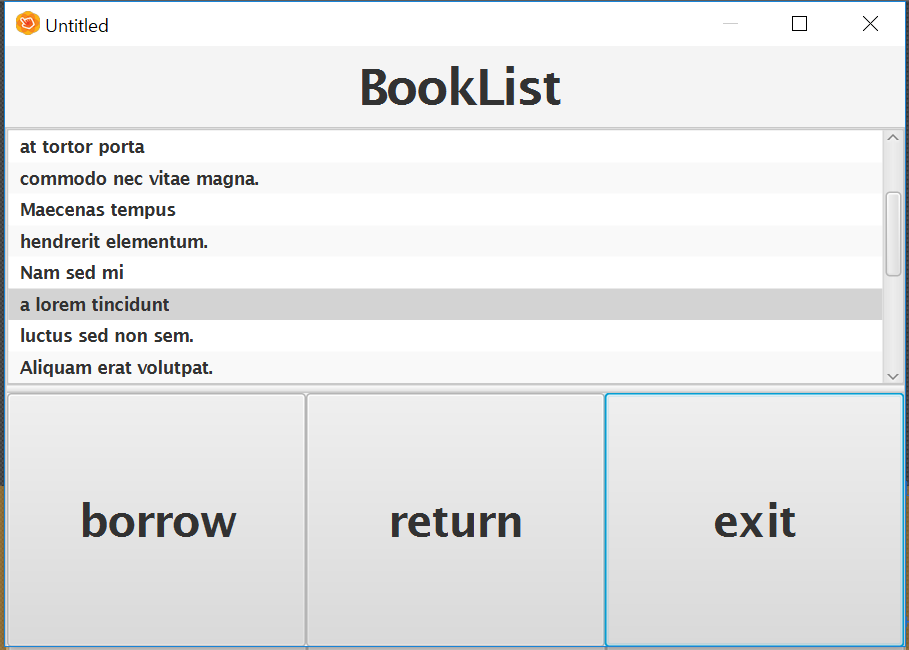 Untitled
BookList
at tortor porta
commodo nec vitae magna.
Maecenas tempus
hendrerit elementum.
Nam sed mi
a lorem tincidunt
luctus sed non sem.
Aliquam erat volutpat.
borrow return exit